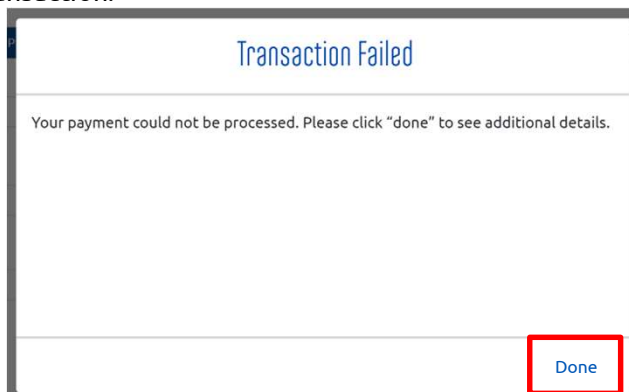 Transaction Failed
Your payment could not be processed. Please click “done” to see additional details.
Done